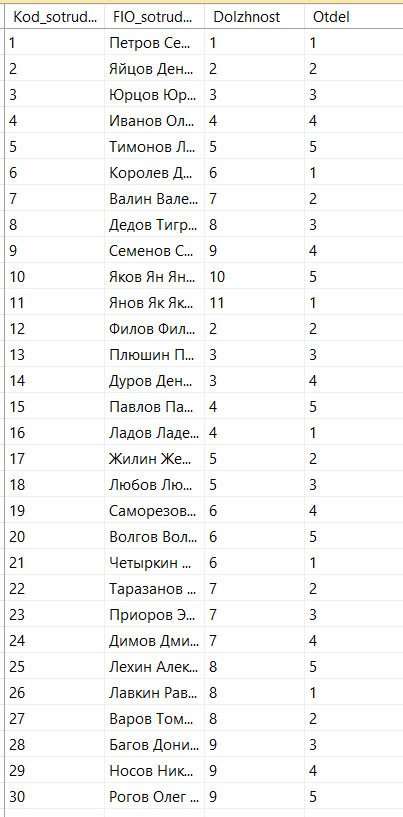 Kod_sotrud... FIO_sotrud... Dolzhnost Otdel
1 Петров Се... 1 1
2 Яйцов Ден... 2 2
3 Юрцов Юр... 3 3
4 Иванов Ол... 4 4
5 Тимонов Л... 5 5
6 Королев Д... 6 1
7 Валин Вале... 7 2
8 Дедов Тигр... 8 3
9 Семенов С... 9 4
10 Яков Ян Ян... 10 5
11 Янов Як Як... 11 1
12 Филов Фил... 2 2
13 Плюшин П... 3 3
14 Дуров Ден... 3 4
15 Павлов Па... 4 5
16 Ладов Ладе... 4 1
17 Жилин Же... 5 2
18 Любов Лю... 5 3
19 Саморезов... 6 4
20 Волгов Вол... 6 5
21 Четыркин ... 6 1
22 Таразанов ... 7 2
23 Приоров Э... 7 3
24 Димов Дми... 7 4
25 Лехин Алек... 8 5
26 Лавкин Рав... 8 1
27 Варов Том... 8 2
28 Багов Дони... 9 3
29 Носов Ник... 9 4
30 Рогов Олег ... 9 5